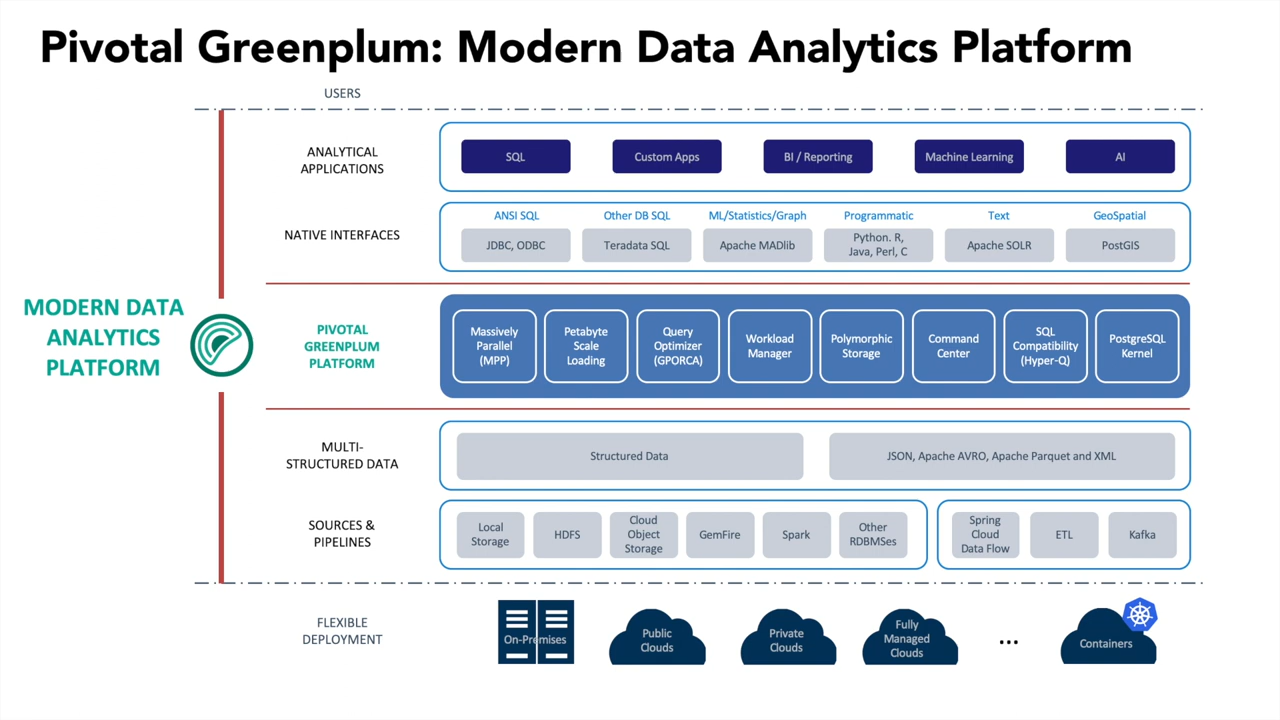 Pivotal Greenplum: Modern Data Analytics Platform
USERS
ANALYTICAL
APPLICATIONS
SQL
Custom Apps
BI / Reporting
Machine Learning
AI
NATIVE INTERFACES
ANSI SQL
Other DB SQL
ML/Statistics/Graph
Programmatic
Text
GeoSpatial
JDBC, ODBC
Teradata SQL
Apache MADlib
Python. R,
Java, Perl, C
Apache SOLR
PostGIS
MODERN DATA
ANALYTICS
PLATFORM
PIVOTAL
GREENPLUM
PLATFORM
Massively
Parallel
(MPP)
Petabyte
Scale
Loading
Query
Optimizer
(GPORCA)
Workload
Manager
Polymorphic
Storage
Command
Center
SQL
Compatibility
(Hyper-Q)
PostgreSQL
Kernel
MULTI-
STRUCTURED DATA
Structured Data
JSON, Apache AVRO, Apache Parquet and XML
SOURCES &
PIPELINES
Local
Storage
HDFS
Cloud
Object
Storage
GemFire
Spark
Other
RDBMSes
Spring
Cloud
Data Flow
ETL
Kafka
FLEXIBLE
DEPLOYMENT
On-Premises
Public
Clouds
Private
Clouds
Fully
Managed
Clouds
...
Containers